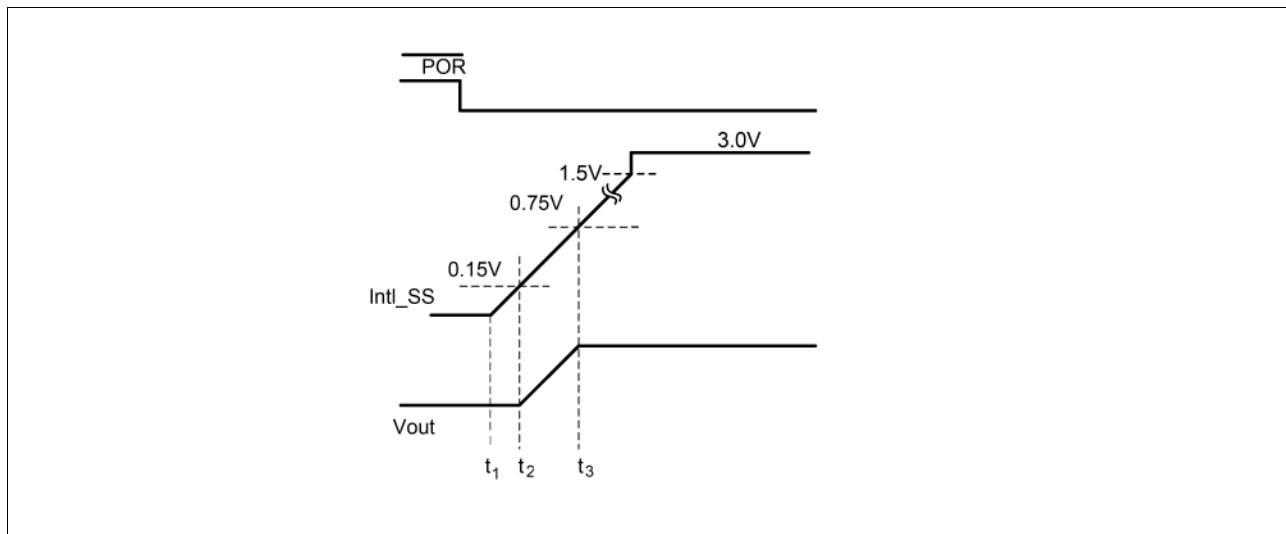 POR
3.0V
1.5V
0.75V
0.15V
Intl_SS
Vout
t1 t2 t3